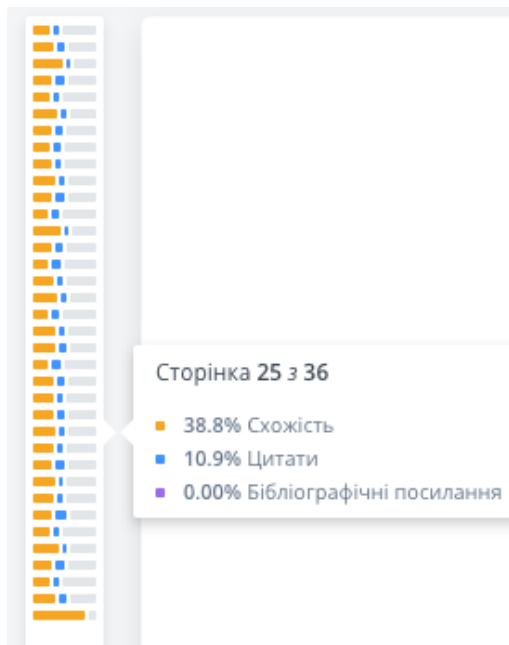 Сторінка 25 з 36
38.8% Схожість
10.9% Цитати
0.00% Бібліографічні посилання